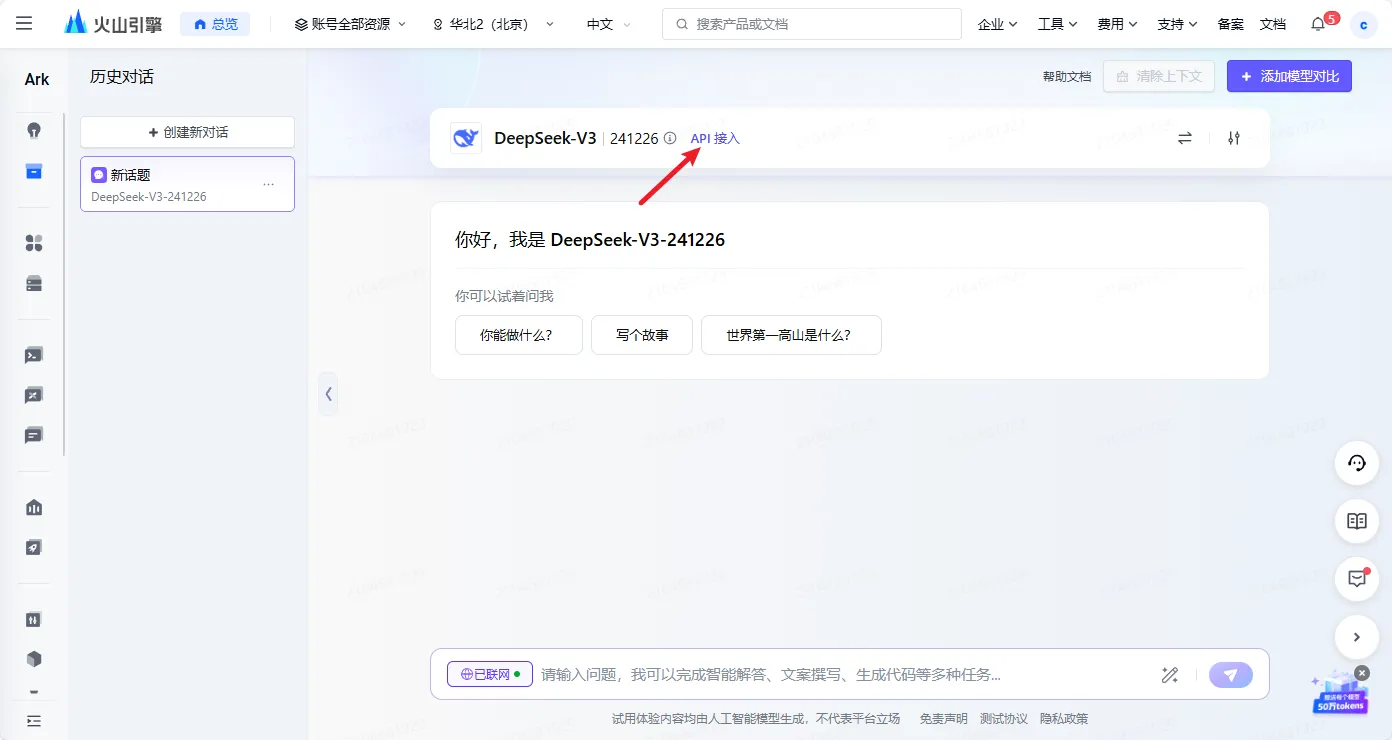 火山引擎 总览 账号全部资源 华北2（北京） 中文 搜索产品或文档 企业 工具 费用 支持 备案 文档 5 c
Ark
历史对话
帮助文档 清除上下文 + 添加模型对比
+ 创建新对话
DeepSeek-V3 241226 API 接入
新话题
DeepSeek-V3-241226
你好，我是 DeepSeek-V3-241226
你可以试着问我
你能做什么? 写个故事 世界第一高山是什么?
已联网 请输入问题，我可以完成智能解答、文案撰写、生成代码等多种任务...
试用体验内容均由人工智能模型生成，不代表平台立场 免责声明 测试协议 隐私政策
50万tokens